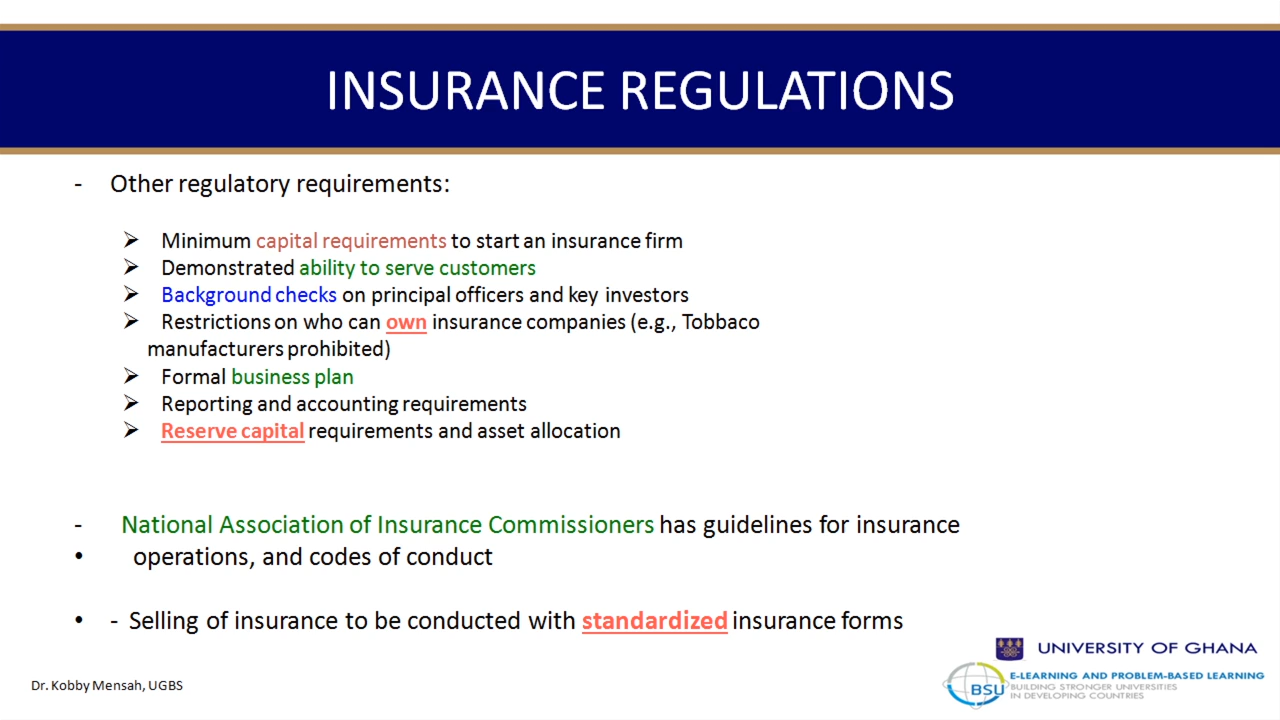 INSURANCE REGULATIONS
- Other regulatory requirements:
➢ Minimum capital requirements to start an insurance firm
➢ Demonstrated ability to serve customers
➢ Background checks on principal officers and key investors
➢ Restrictions on who can own insurance companies (e.g., Tobbaco
manufacturers prohibited)
➢ Formal business plan
➢ Reporting and accounting requirements
➢ Reserve capital requirements and asset allocation
- National Association of Insurance Commissioners has guidelines for insurance
• operations, and codes of conduct
• - Selling of insurance to be conducted with standardized insurance forms
UNIVERSITY OF GHANA
BSU
E-LEARNING AND PROBLEM-BASED LEARNING
BUILDING STRONGER UNIVERSITIES
IN DEVELOPING COUNTRIES
Dr. Kobby Mensah, UGBS